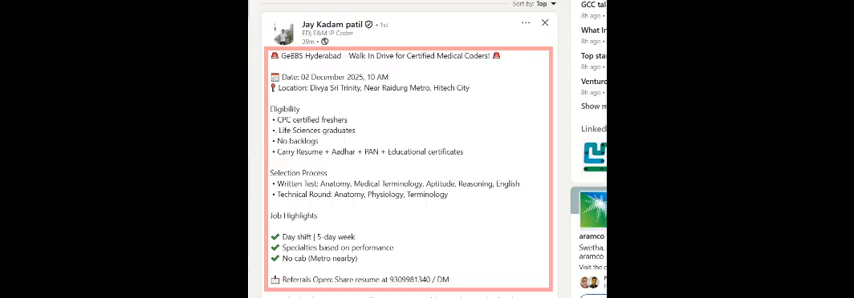 Sort by: Top
Jay Kadam patil • 1st
EDI,E&M IP Coder
39m •
🚨 GeBBS Hyderabad Walk In Drive for Certified Medical Coders! 🚨
📅 Date: 02 December 2025, 10 AM
📍 Location: Divya Sri Trinity, Near Raidurg Metro, Hitech City
Eligibility
• CPC certified freshers
•. Life Sciences graduates
• No backlogs
• Carry Resume + Aadhar + PAN + Educational certificates
Selection Process
• Written Test: Anatomy, Medical Terminology, Aptitude, Reasoning, English
• Technical Round: Anatomy, Physiology, Terminology
Job Highlights
✔ Day shift | 5-day week
✔ Specialties based on performance
✔ No cab (Metro nearby)
📩 Referrals Open: Share resume at 9309981340 / DM
GCC tal
8h ago •
What In
9h ago •
Top sta
8h ago •
Venture
8h ago •
Show m
Linked
aramco
Swetha,
aramco
Visit the c